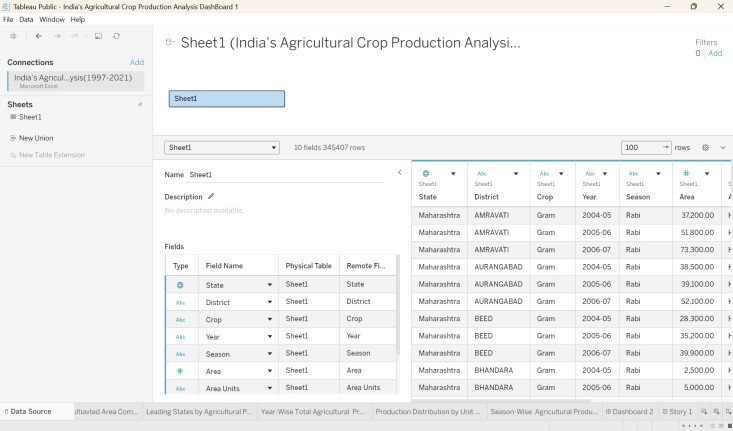 Tableau Public - India's Agricultural Crop Production Analysis DashBoard 1
File Data Window Help
Connections Add
India's Agricul...ysis(1997-2021)
Microsoft Excel
Sheets
Sheet1
New Union
New Table Extension
Sheet1 (India's Agricultural Crop Production Analysi...
Filters
0 Add
Sheet1
Sheet1 10 fields 345407 rows 100 rows
Name Sheet1
Description
No description available.
Fields
Type Field Name Physical Table Remote Fi...
State Sheet1 State
Abc District Sheet1 District
Abc Crop Sheet1 Crop
Abc Year Sheet1 Year
Abc Season Sheet1 Season
# Area Sheet1 Area
Abc Area Units Sheet1 Area Units
Abc Abc Abc Abc #
Sheet1 Sheet1 Sheet1 Sheet1 Sheet1 Sheet1
State District Crop Year Season Area
Maharashtra AMRAVATI Gram 2004-05 Rabi 37,200.00
Maharashtra AMRAVATI Gram 2005-06 Rabi 51,800.00
Maharashtra AMRAVATI Gram 2006-07 Rabi 73,300.00
Maharashtra AURANGABAD Gram 2004-05 Rabi 38,500.00
Maharashtra AURANGABAD Gram 2005-06 Rabi 39,100.00
Maharashtra AURANGABAD Gram 2006-07 Rabi 52,100.00
Maharashtra BEED Gram 2004-05 Rabi 28,300.00
Maharashtra BEED Gram 2005-06 Rabi 35,200.00
Maharashtra BEED Gram 2006-07 Rabi 39,900.00
Maharashtra BHANDARA Gram 2004-05 Rabi 2,500.00
Maharashtra BHANDARA Gram 2005-06 Rabi 5,000.00
Data Source Area Com... Leading States by Agricultural P... Year-Wise Total Agricultural Pr... Production Distribution by Unit ... Season-Wise Agricultural Produ... Dashboard 2 Story 1